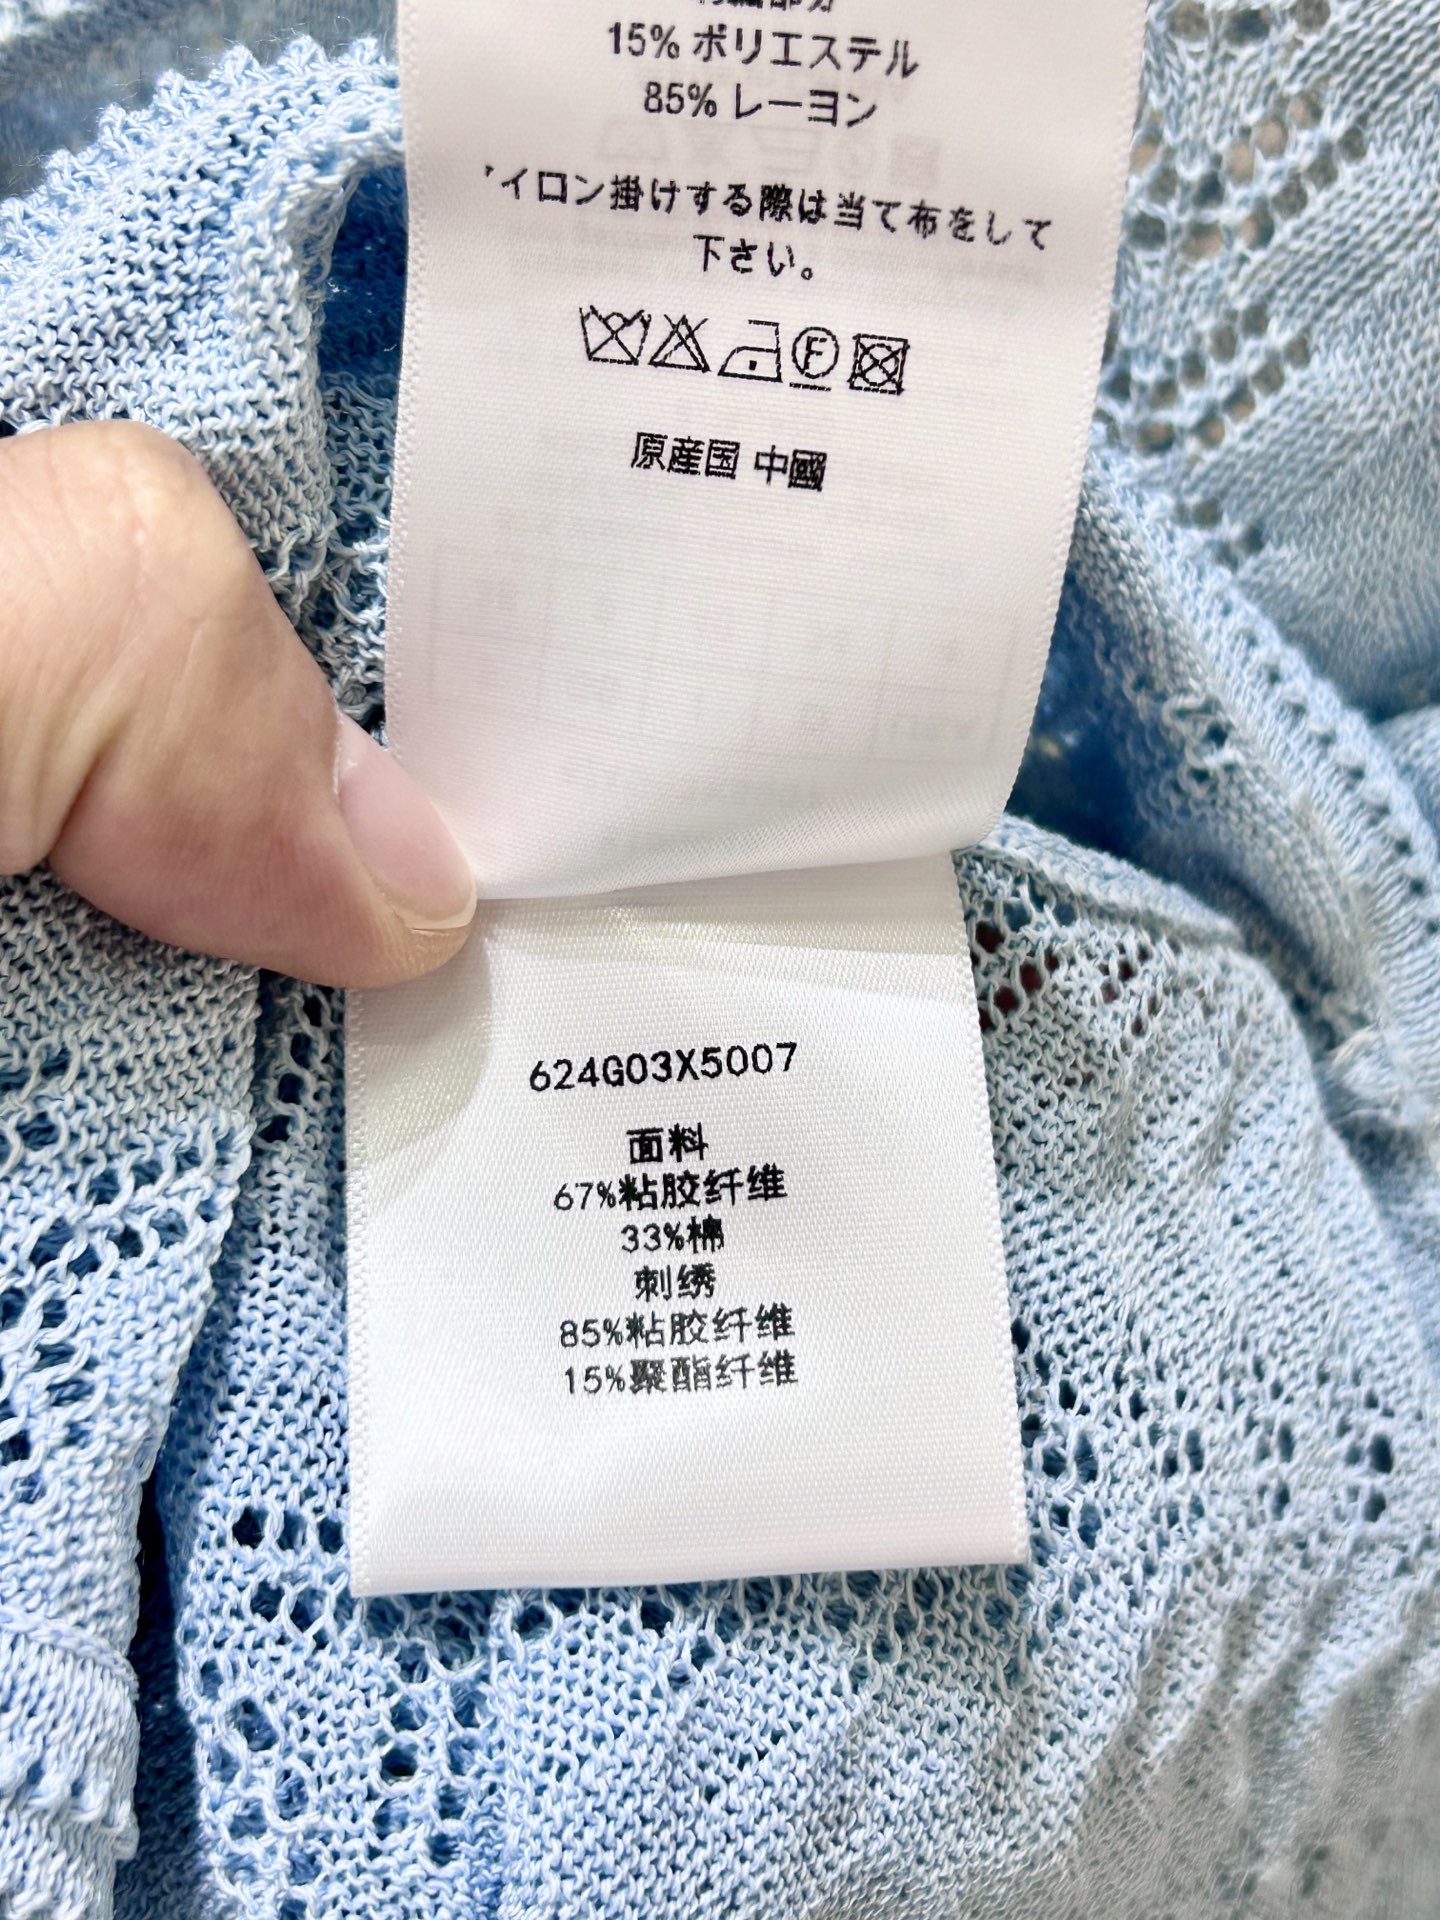 15% ポリエステル
85% レーヨン
イロン掛けする際は当て布をして
下さい。
F
原産国 中國
624G03X5007
面料
67%粘胶纤维
33%棉
刺绣
85%粘胶纤维
15%聚酯纤维